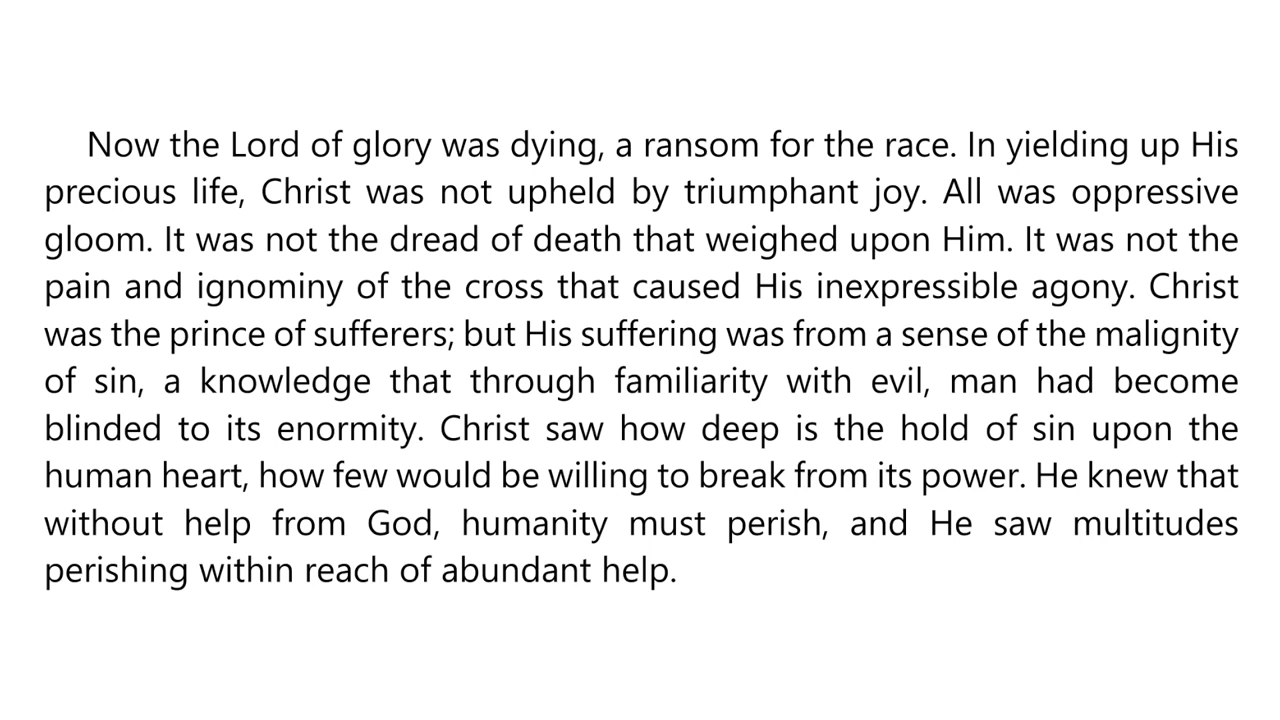 Now the Lord of glory was dying, a ransom for the race. In yielding up His
precious life, Christ was not upheld by triumphant joy. All was oppressive
gloom. It was not the dread of death that weighed upon Him. It was not the
pain and ignominy of the cross that caused His inexpressible agony. Christ
was the prince of sufferers; but His suffering was from a sense of the malignity
of sin, a knowledge that through familiarity with evil, man had become
blinded to its enormity. Christ saw how deep is the hold of sin upon the
human heart, how few would be willing to break from its power. He knew that
without help from God, humanity must perish, and He saw multitudes
perishing within reach of abundant help.